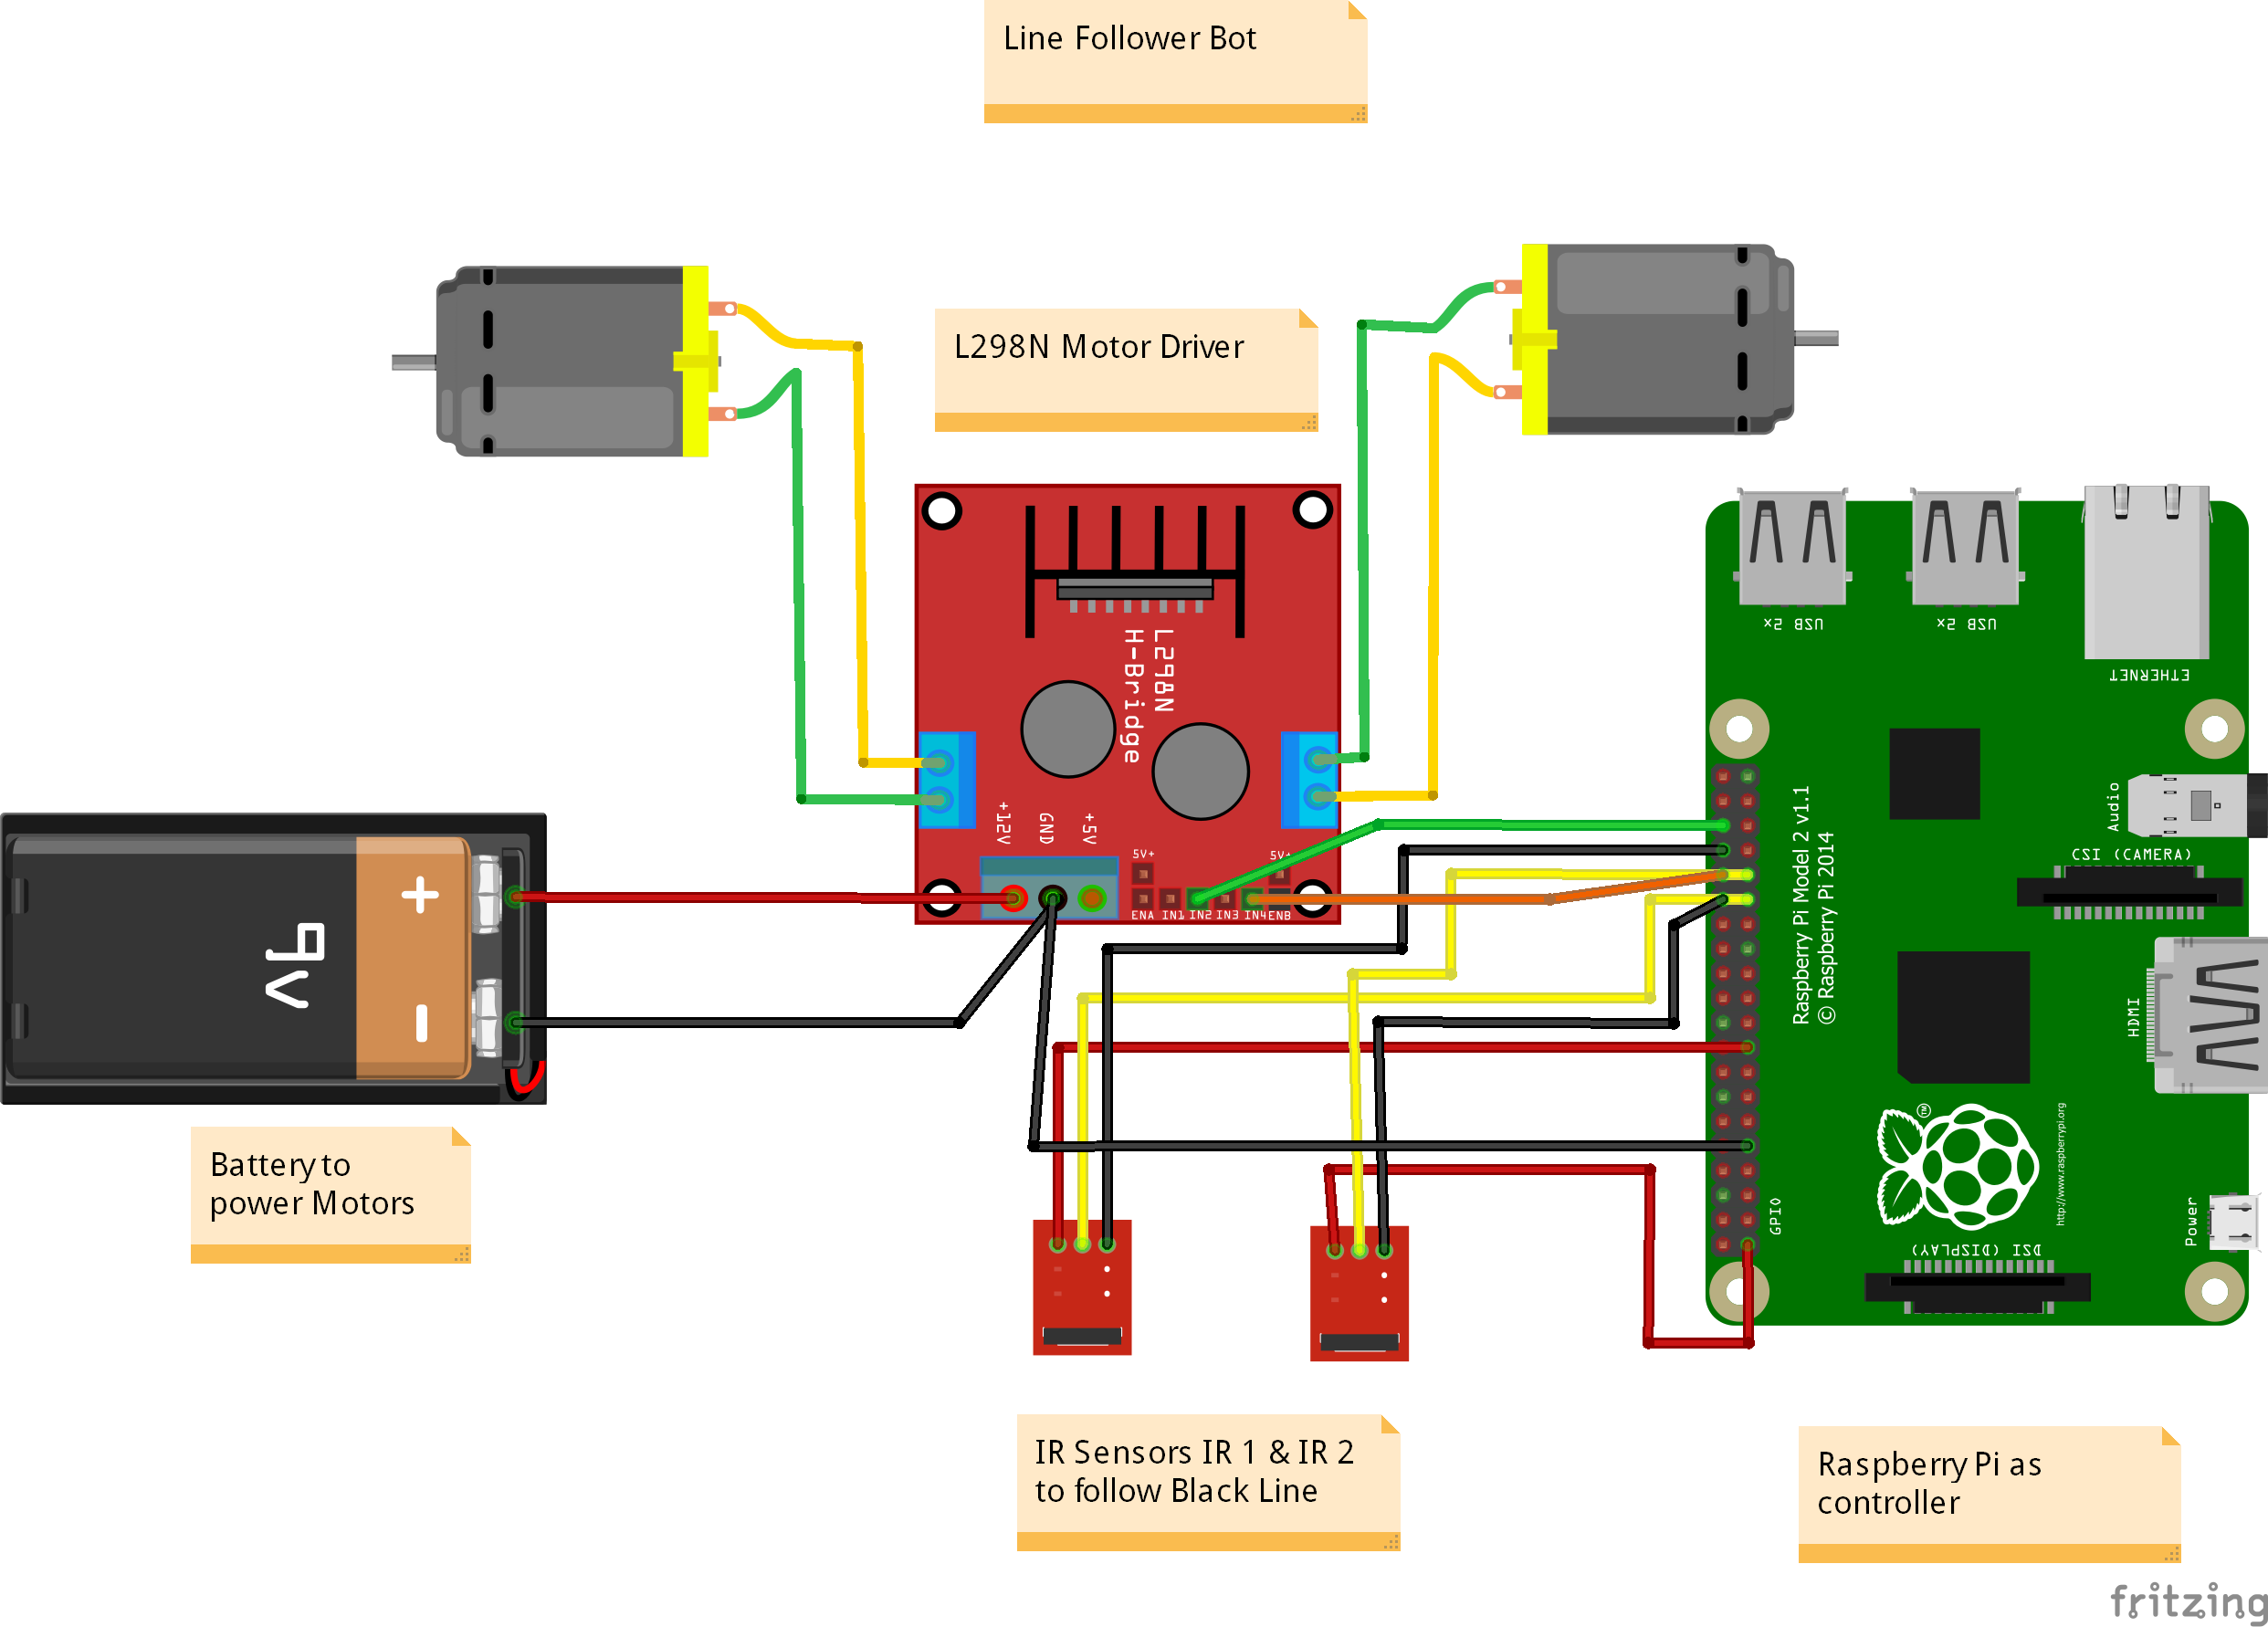 Line Follower Bot
L298N Motor Driver
L298N
H-Bridge
+12V
GND
+5V
5V+
5V+
ENA IN1 IN2 IN3 IN4 ENB
9V
+
-
Battery to
power Motors
USB 2x
USB 2x
ETHERNET
Raspberry Pi Model 2 v1.1
© Raspberry Pi 2014
Audio
CSI (CAMERA)
HDMI
TM
http://www.raspberrypi.org
GPIO
Power
DSI (DISPLAY)
IR Sensors IR 1 & IR 2
to follow Black Line
Raspberry Pi as
controller
fritzing